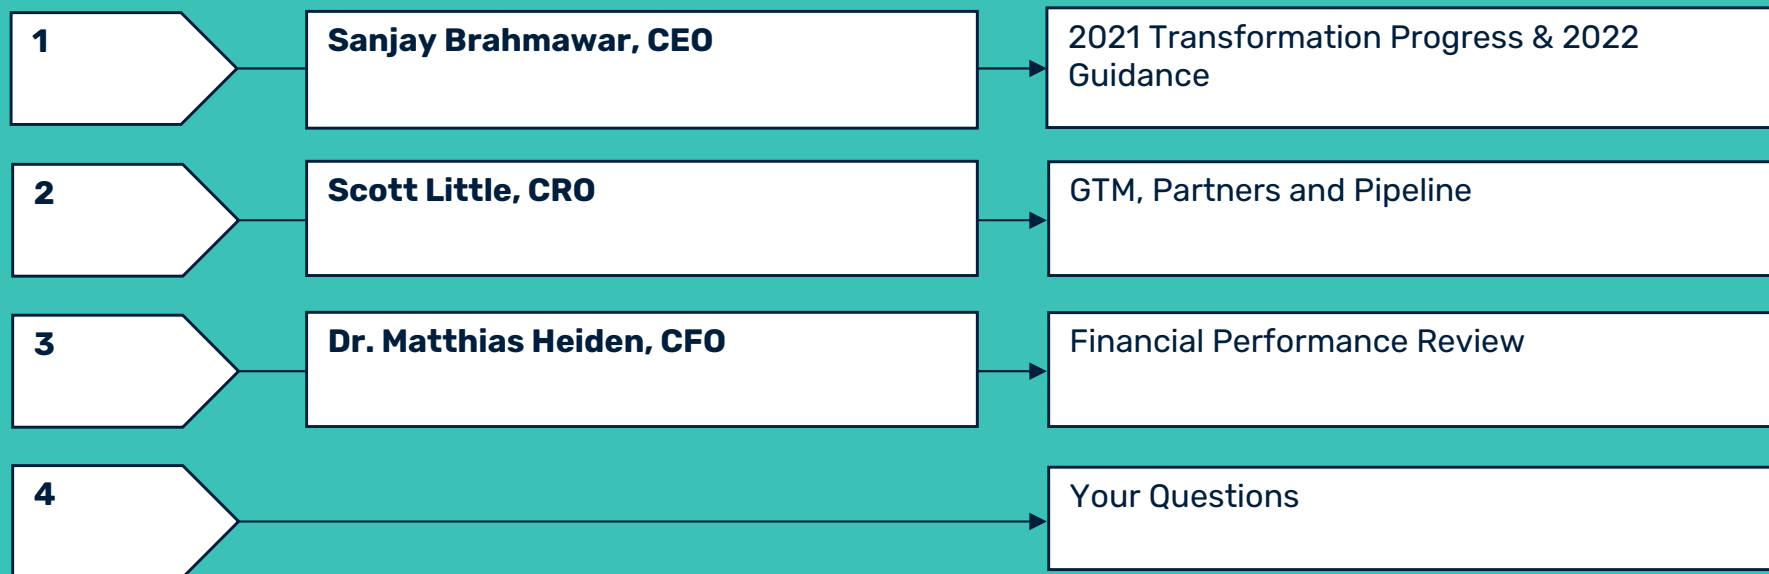 1
Sanjay Brahmawar, CEO
2021 Transformation Progress & 2022
Guidance
2
Scott Little, CRO
GTM, Partners and Pipeline
3
Dr. Matthias Heiden, CFO
Financial Performance Review
4
Your Questions